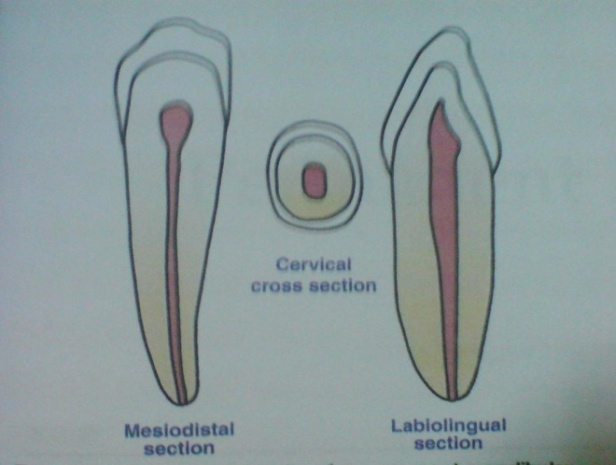 Cervical
cross section
Mesiodistal
section
Labiolingual
section